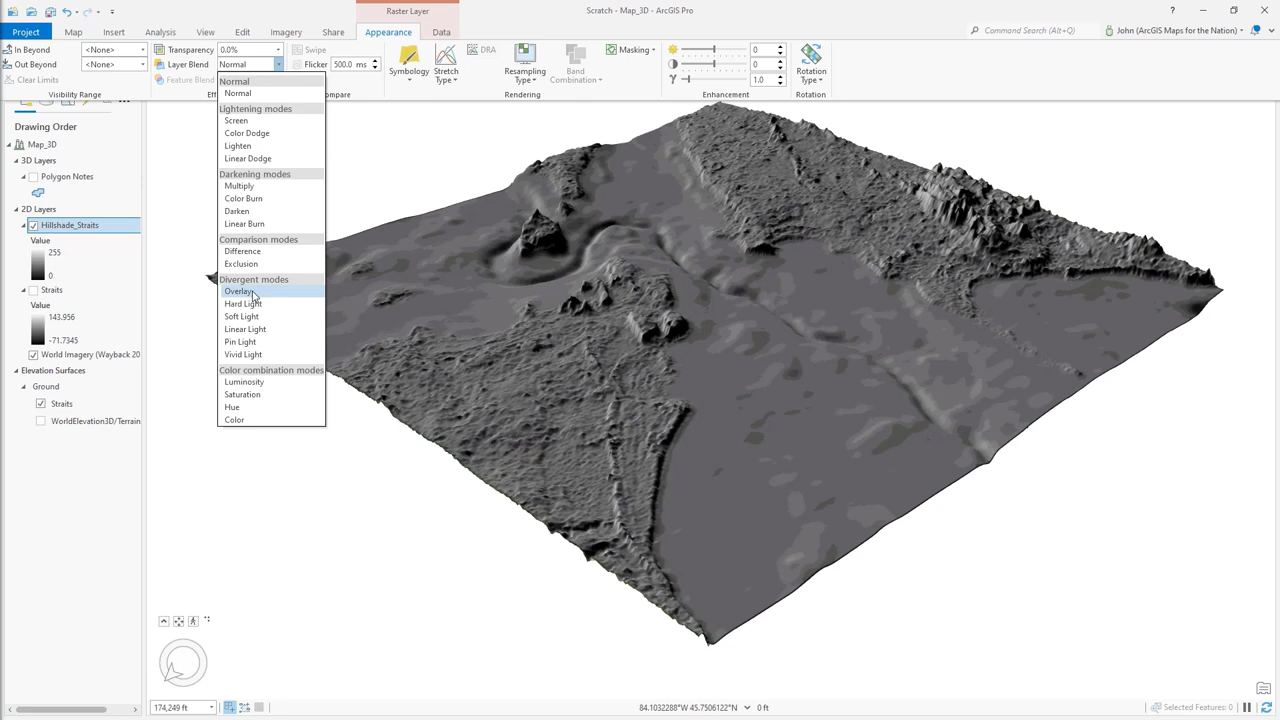 Raster Layer
Scratch - Map_3D - ArcGIS Pro
?
Project
Map
Insert
Analysis
View
Edit
Imagery
Share
Appearance
Data
Command Search (Alt+Q)
John (ArcGIS Maps for the Nation)
In Beyond
<None>
Out Beyond
<None>
Clear Limits
Visibility Range
Transparency
0.0%
Layer Blend
Normal
Feature Blend
Swipe
Flicker
500.0 ms
Symbology
Stretch Type
DRA
Resampling Type
Band Combination
Masking
Rendering
0
0
1.0
Enhancement
Rotation Type
Rotation
Normal
Normal
Lightening modes
Screen
Color Dodge
Lighten
Linear Dodge
Darkening modes
Multiply
Color Burn
Darken
Linear Burn
Comparison modes
Difference
Exclusion
Divergent modes
Overlay
Hard Light
Soft Light
Linear Light
Pin Light
Vivid Light
Color combination modes
Luminosity
Saturation
Hue
Color
Drawing Order
Map_3D
3D Layers
Polygon Notes
2D Layers
Hillshade_Straits
Value
255
0
Straits
Value
143.956
-71.7345
World Imagery (Wayback 20
Elevation Surfaces
Ground
Straits
WorldElevation3D/Terrain
174,249 ft
84.1032288°W 45.7506122°N
0 ft
Selected Features: 0